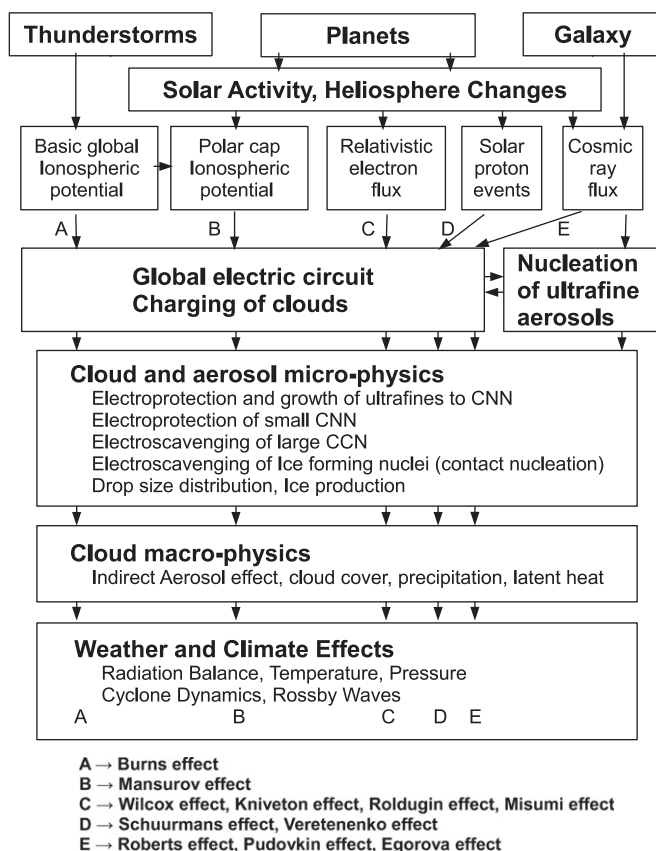 Thunderstorms
Planets
Galaxy
Solar Activity, Heliosphere Changes
Basic global
Ionospheric
potential
Polar cap
Ionospheric
potential
Relativistic
electron
flux
Solar
proton
events
Cosmic
ray
flux
A
B
C
D
E
Global electric circuit
Charging of clouds
Nucleation
of ultrafine
aerosols
Cloud and aerosol micro-physics
Electroprotection and growth of ultrafines to CNN
Electroprotection of small CNN
Electroscavenging of large CCN
Electroscavenging of Ice forming nuclei (contact nucleation)
Drop size distribution, Ice production
Cloud macro-physics
Indirect Aerosol effect, cloud cover, precipitation, latent heat
Weather and Climate Effects
Radiation Balance, Temperature, Pressure
Cyclone Dynamics, Rossby Waves
A B C D E
A → Burns effect
B → Mansurov effect
C → Wilcox effect, Kniveton effect, Roldugin effect, Misumi effect
D → Schuurmans effect, Veretenenko effect
E → Roberts effect, Pudovkin effect, Egorova effect